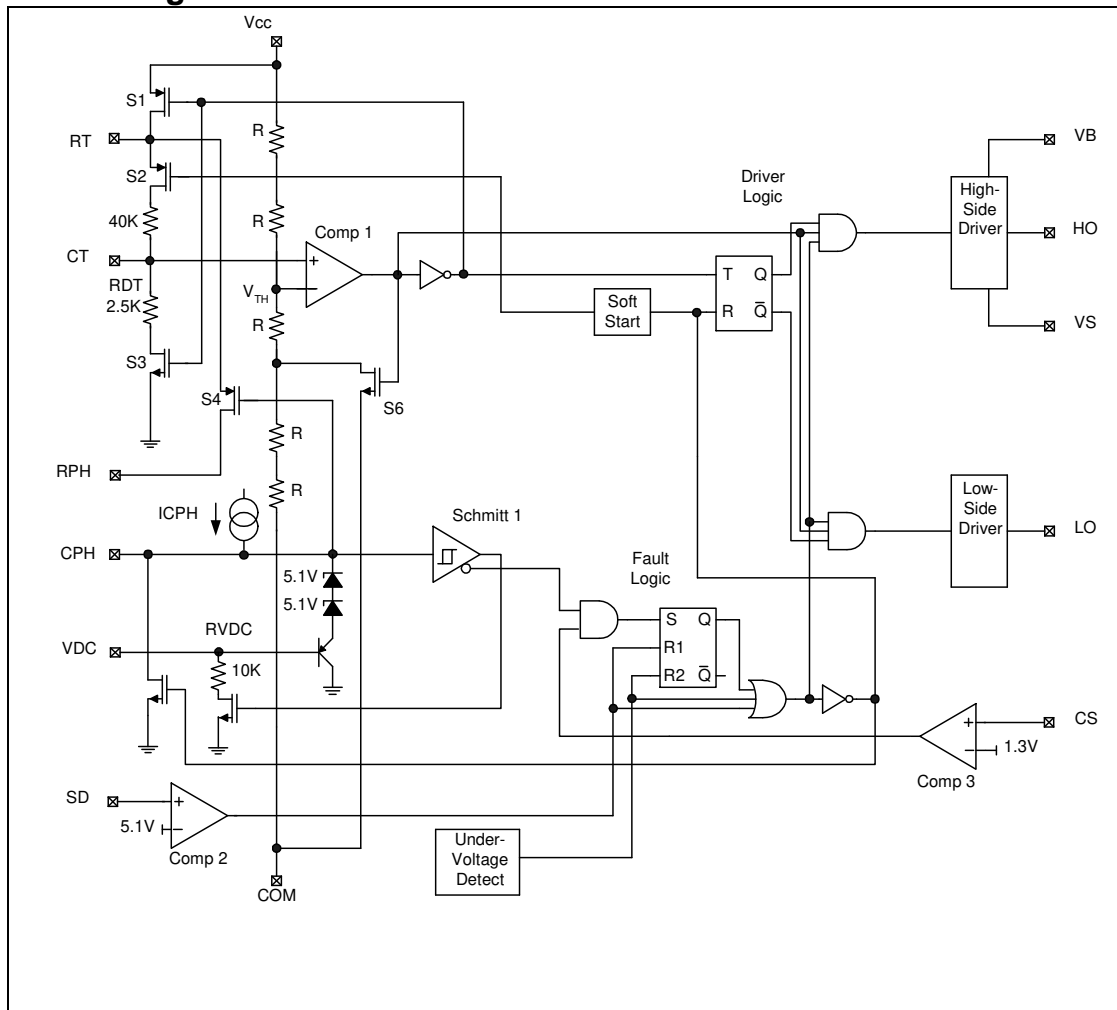 Vcc
S1
RT
R
VB
S2
Driver
Logic
High-
Side
Driver
40K
R
HO
Comp 1
CT
+
T Q
RDT
2.5K
VTH
−
Soft
Start
R Q̅
VS
R
S3
S4
S6
R
RPH
R
ICPH
Schmitt 1
Low-
Side
Driver
LO
CPH
5.1V
Fault
Logic
5.1V
S Q
RVDC
VDC
R1
10K
R2 Q̅
CS
+
−
1.3V
Comp 3
SD
+
5.1V
−
Comp 2
Under-
Voltage
Detect
COM